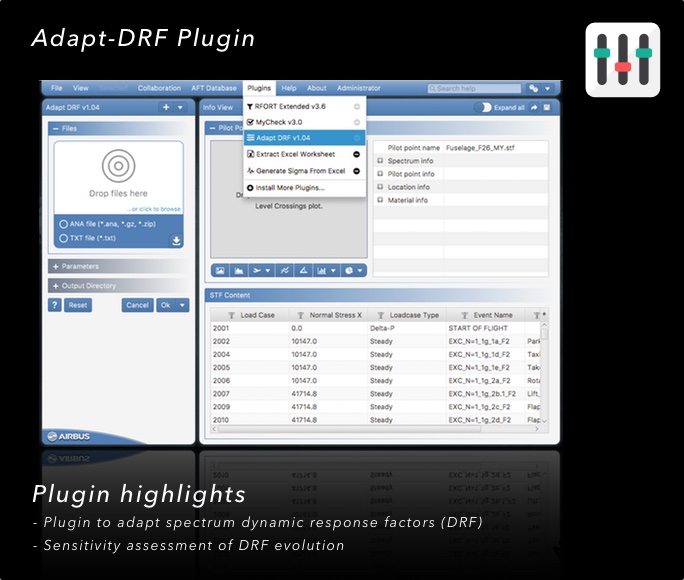 Adapt-DRF Plugin
File View Selected Collaboration AFT Database Plugins Help About Administrator Search help
Adapt DRF v1.04
Info View
Expand all
RFORT Extended v3.6
MyCheck v3.0
Adapt DRF v1.04
Extract Excel Worksheet
Generate Sigma From Excel
Install More Plugins...
Files
Drop files here
...or click to browse
ANA file (*.ana, *.gz, *.zip)
TXT file (*.txt)
Parameters
Output Directory
? Reset Cancel Ok
Level Crossings plot.
Pilot point name Fuselage_F26_MY.stf
Spectrum info
Pilot point info
Location info
Material info
STF Content
Load Case Normal Stress X Loadcase Type Event Name
2001 0.0 Delta-P START OF FLIGHT
2002 10147.0 Steady EXC_N=1_1g_1a_F2 Park
2004 10147.0 Steady EXC_N=1_1g_1d_F2 Taxi
2005 10147.0 Steady EXC_N=1_1g_1e_F2 Take
2006 10147.0 Steady EXC_N=1_1g_2a_F2 Rota
2007 41714.8 Steady EXC_N=1_1g_2b.1_F2 Lift_
2009 41714.8 Steady EXC_N=1_1g_2c_F2 Flap
2010 41714.8 Steady EXC_N=1_1g_2d_F2 Flap
AIRBUS
Plugin highlights
- Plugin to adapt spectrum dynamic response factors (DRF)
- Sensitivity assessment of DRF evolution